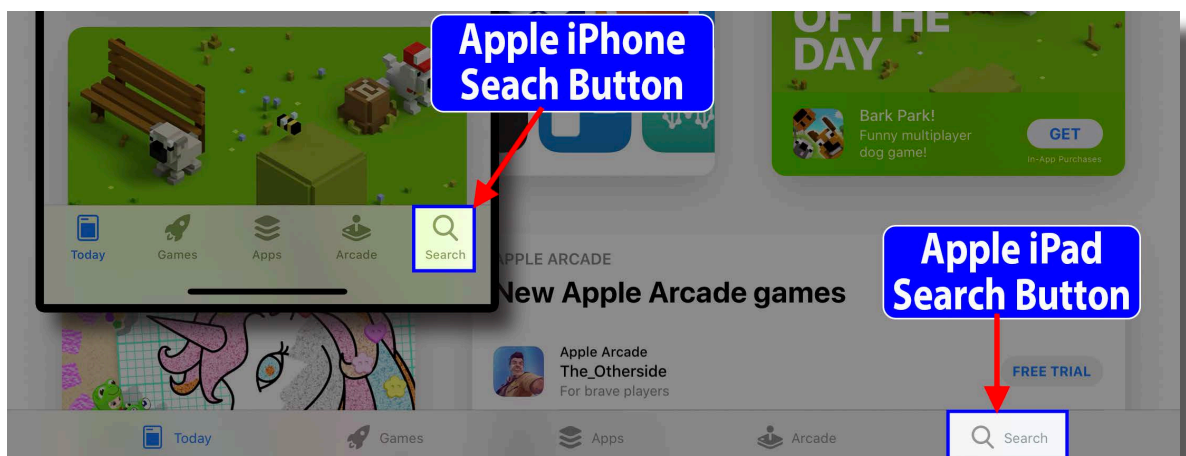 Apple iPhone
Seach Button
OF THE
DAY
Bark Park!
Funny multiplayer
dog game!
GET
In-App Purchases
Today
Games
Apps
Arcade
Search
Apple iPad
Search Button
PPLE ARCADE
New Apple Arcade games
Apple Arcade
The_Otherside
For brave players
FREE TRIAL
Today
Games
Apps
Arcade
Search